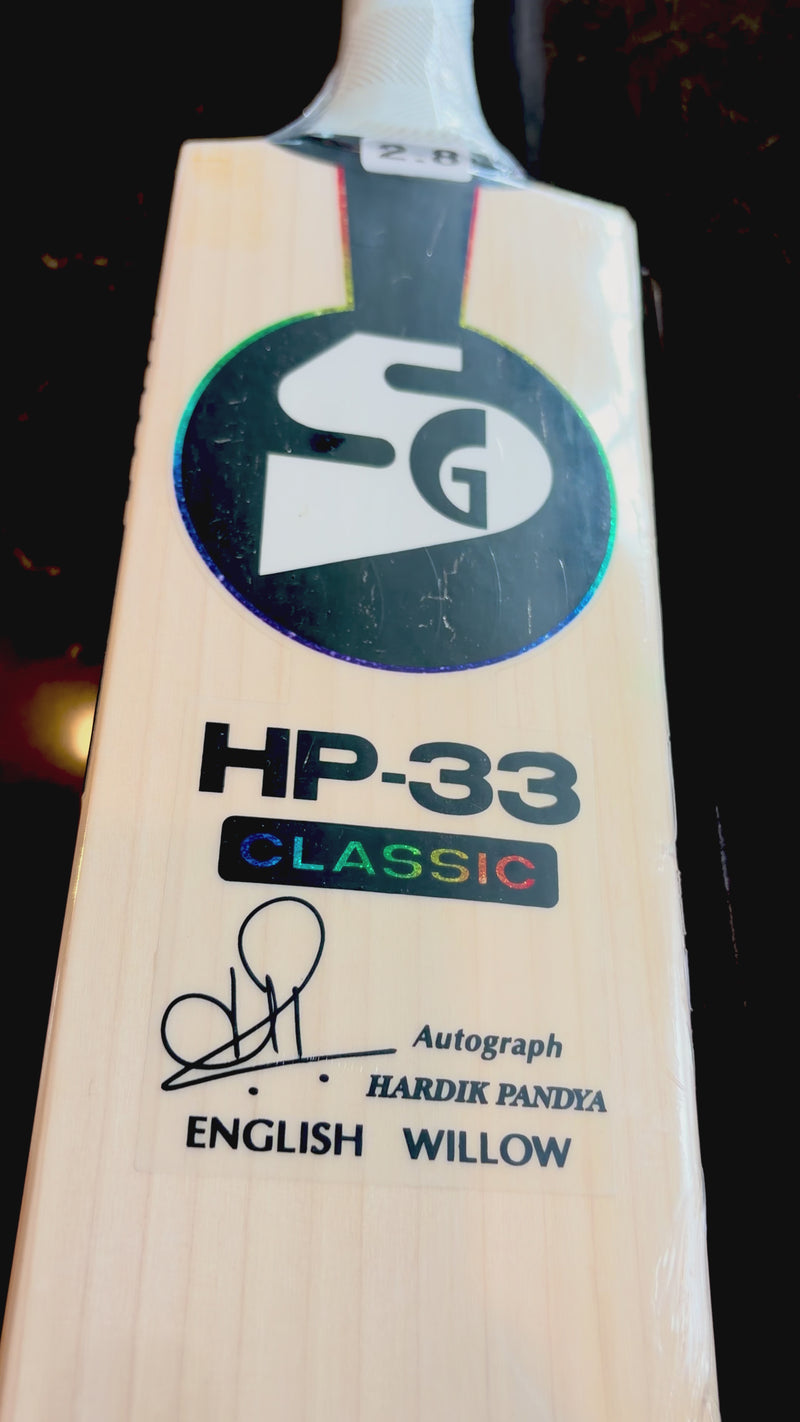 2.8
SG
HP-33
CLASSIC
Autograph
HARDIK PANDYA
ENGLISH WILLOW